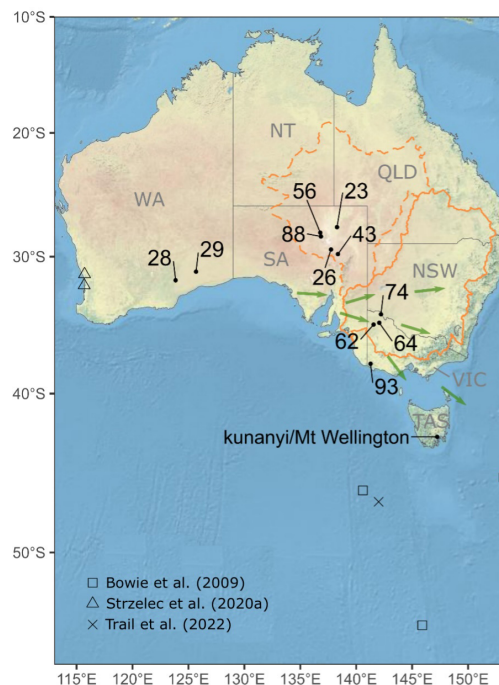 10°S
20°S
30°S
40°S
50°S
NT
QLD
WA
SA
NSW
VIC
TAS
56
23
88
43
26
28
29
74
62
64
93
kunanyi/Mt Wellington
Bowie et al. (2009)
Strzelec et al. (2020a)
Trail et al. (2022)
115°E 120°E 125°E 130°E 135°E 140°E 145°E 150°E